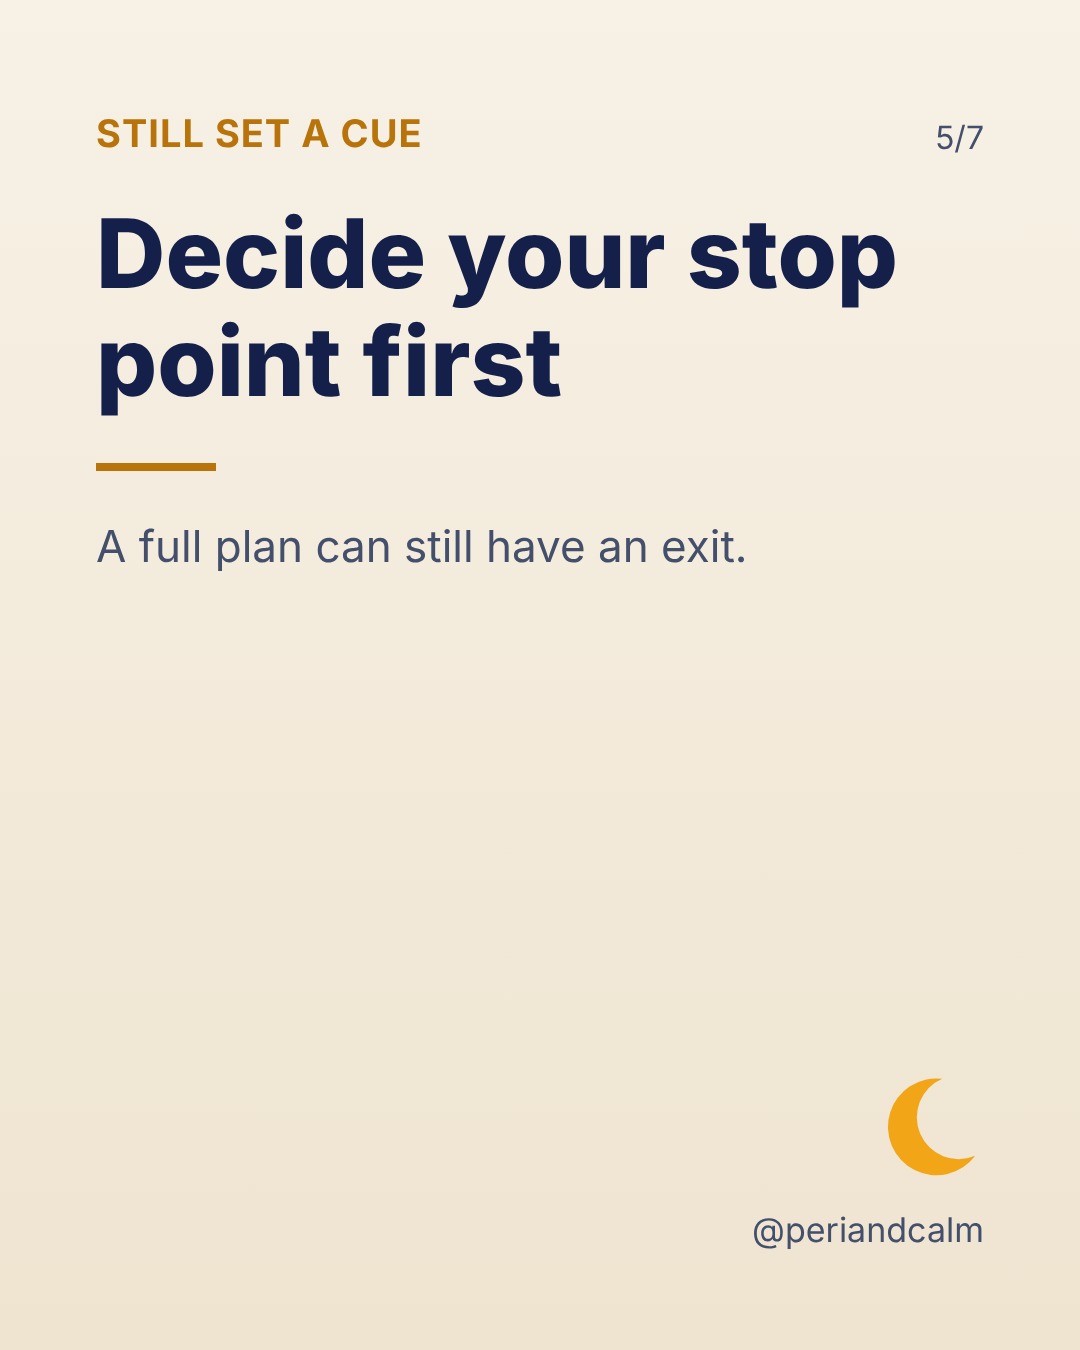 STILL SET A CUE
5/7
Decide your stop
point first
A full plan can still have an exit.
@periandcalm